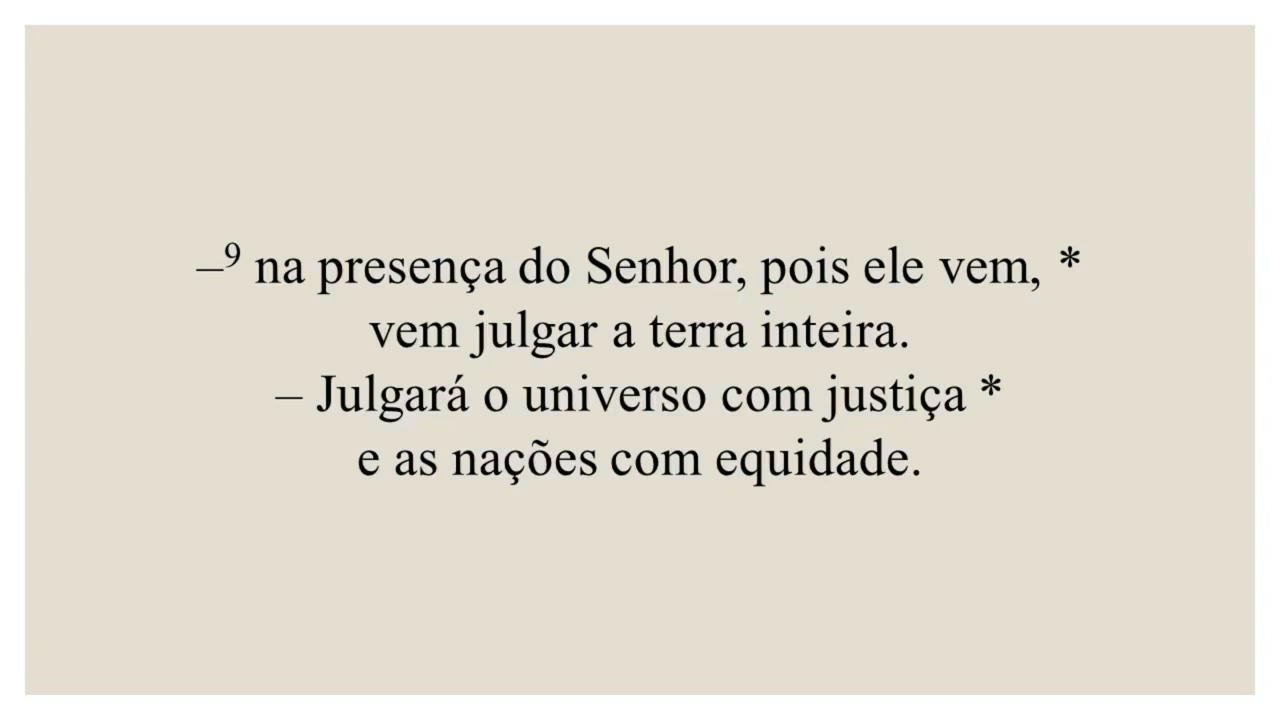 –⁹ na presença do Senhor, pois ele vem, *
vem julgar a terra inteira.
– Julgará o universo com justiça *
e as nações com equidade.